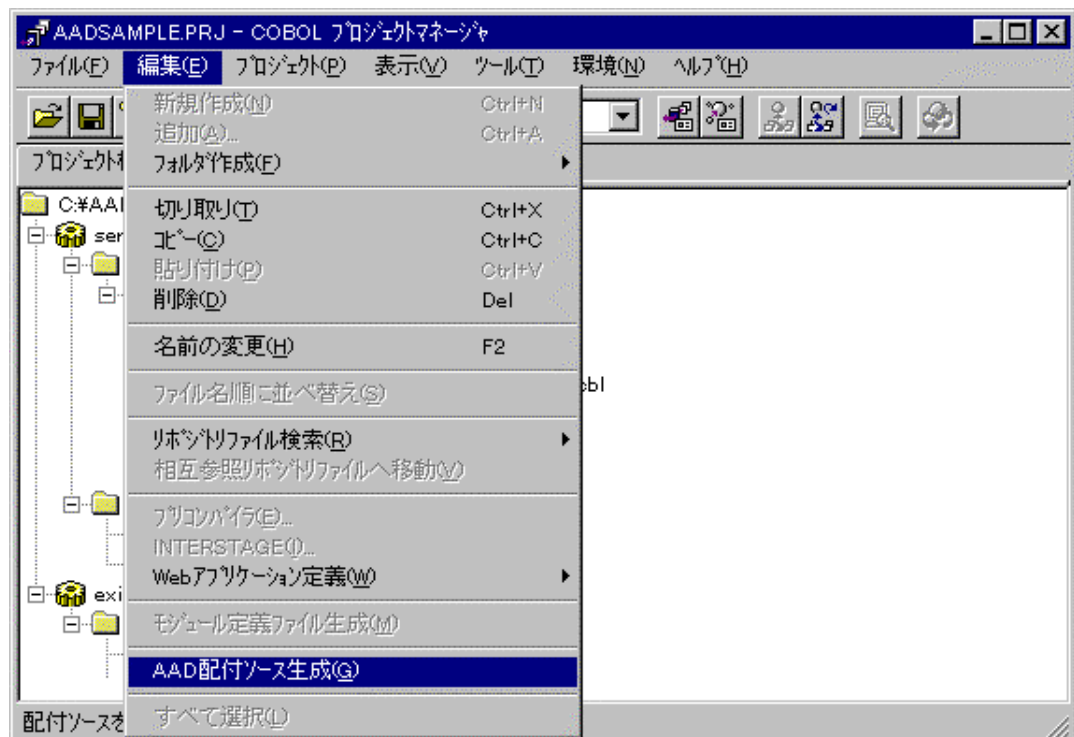 AADSAMPLE.PRJ - COBOL ﾌﾟﾛｼﾞｪｸﾄﾏﾈｰｼﾞｬ
ﾌｧｲﾙ(F) 編集(E) ﾌﾟﾛｼﾞｪｸﾄ(P) 表示(V) ﾂｰﾙ(T) 環境(N) ﾍﾙﾌﾟ(H)
新規作成(N) Ctrl+N
追加(A)... Ctrl+A
ﾌﾟﾛｼﾞｪｸﾄ
ﾌｫﾙﾀﾞ作成(F)
C:¥AA
切り取り(T) Ctrl+X
ser
ｺﾋﾟｰ(C) Ctrl+C
貼り付け(P) Ctrl+V
削除(D) Del
名前の変更(H) F2
ﾌｧｲﾙ名順に並べ替え(S)
cbl
ﾘﾎﾟｼﾞﾄﾘﾌｧｲﾙ検索(R)
相互参照ﾘﾎﾟｼﾞﾄﾘﾌｧｲﾙへ移動(V)
ﾌﾟﾘｺﾝﾊﾟｲﾗ(E)...
INTERSTAGE(I)...
Webｱﾌﾟﾘｹｰｼｮﾝ定義(W)
exi
ﾓｼﾞｭｰﾙ定義ﾌｧｲﾙ生成(M)
AAD配付ｿｰｽ生成(G)
すべて選択(L)
配付ｿｰｽを